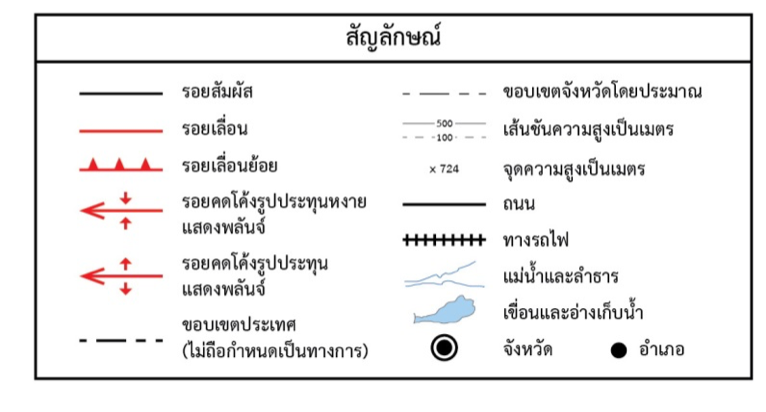 สัญลักษณ์
รอยสัมผัส
รอยเลื่อน
รอยเลื่อนย้อย
รอยคดโค้งรูปประทุนหงาย
แสดงพลันจ์
รอยคดโค้งรูปประทุน
แสดงพลันจ์
ขอบเขตประเทศ
(ไม่ถือกำหนดเป็นทางการ)
ขอบเขตจังหวัดโดยประมาณ
500
100
เส้นชันความสูงเป็นเมตร
x 724
จุดความสูงเป็นเมตร
ถนน
ทางรถไฟ
แม่น้ำและลำธาร
เขื่อนและอ่างเก็บน้ำ
จังหวัด
อำเภอ